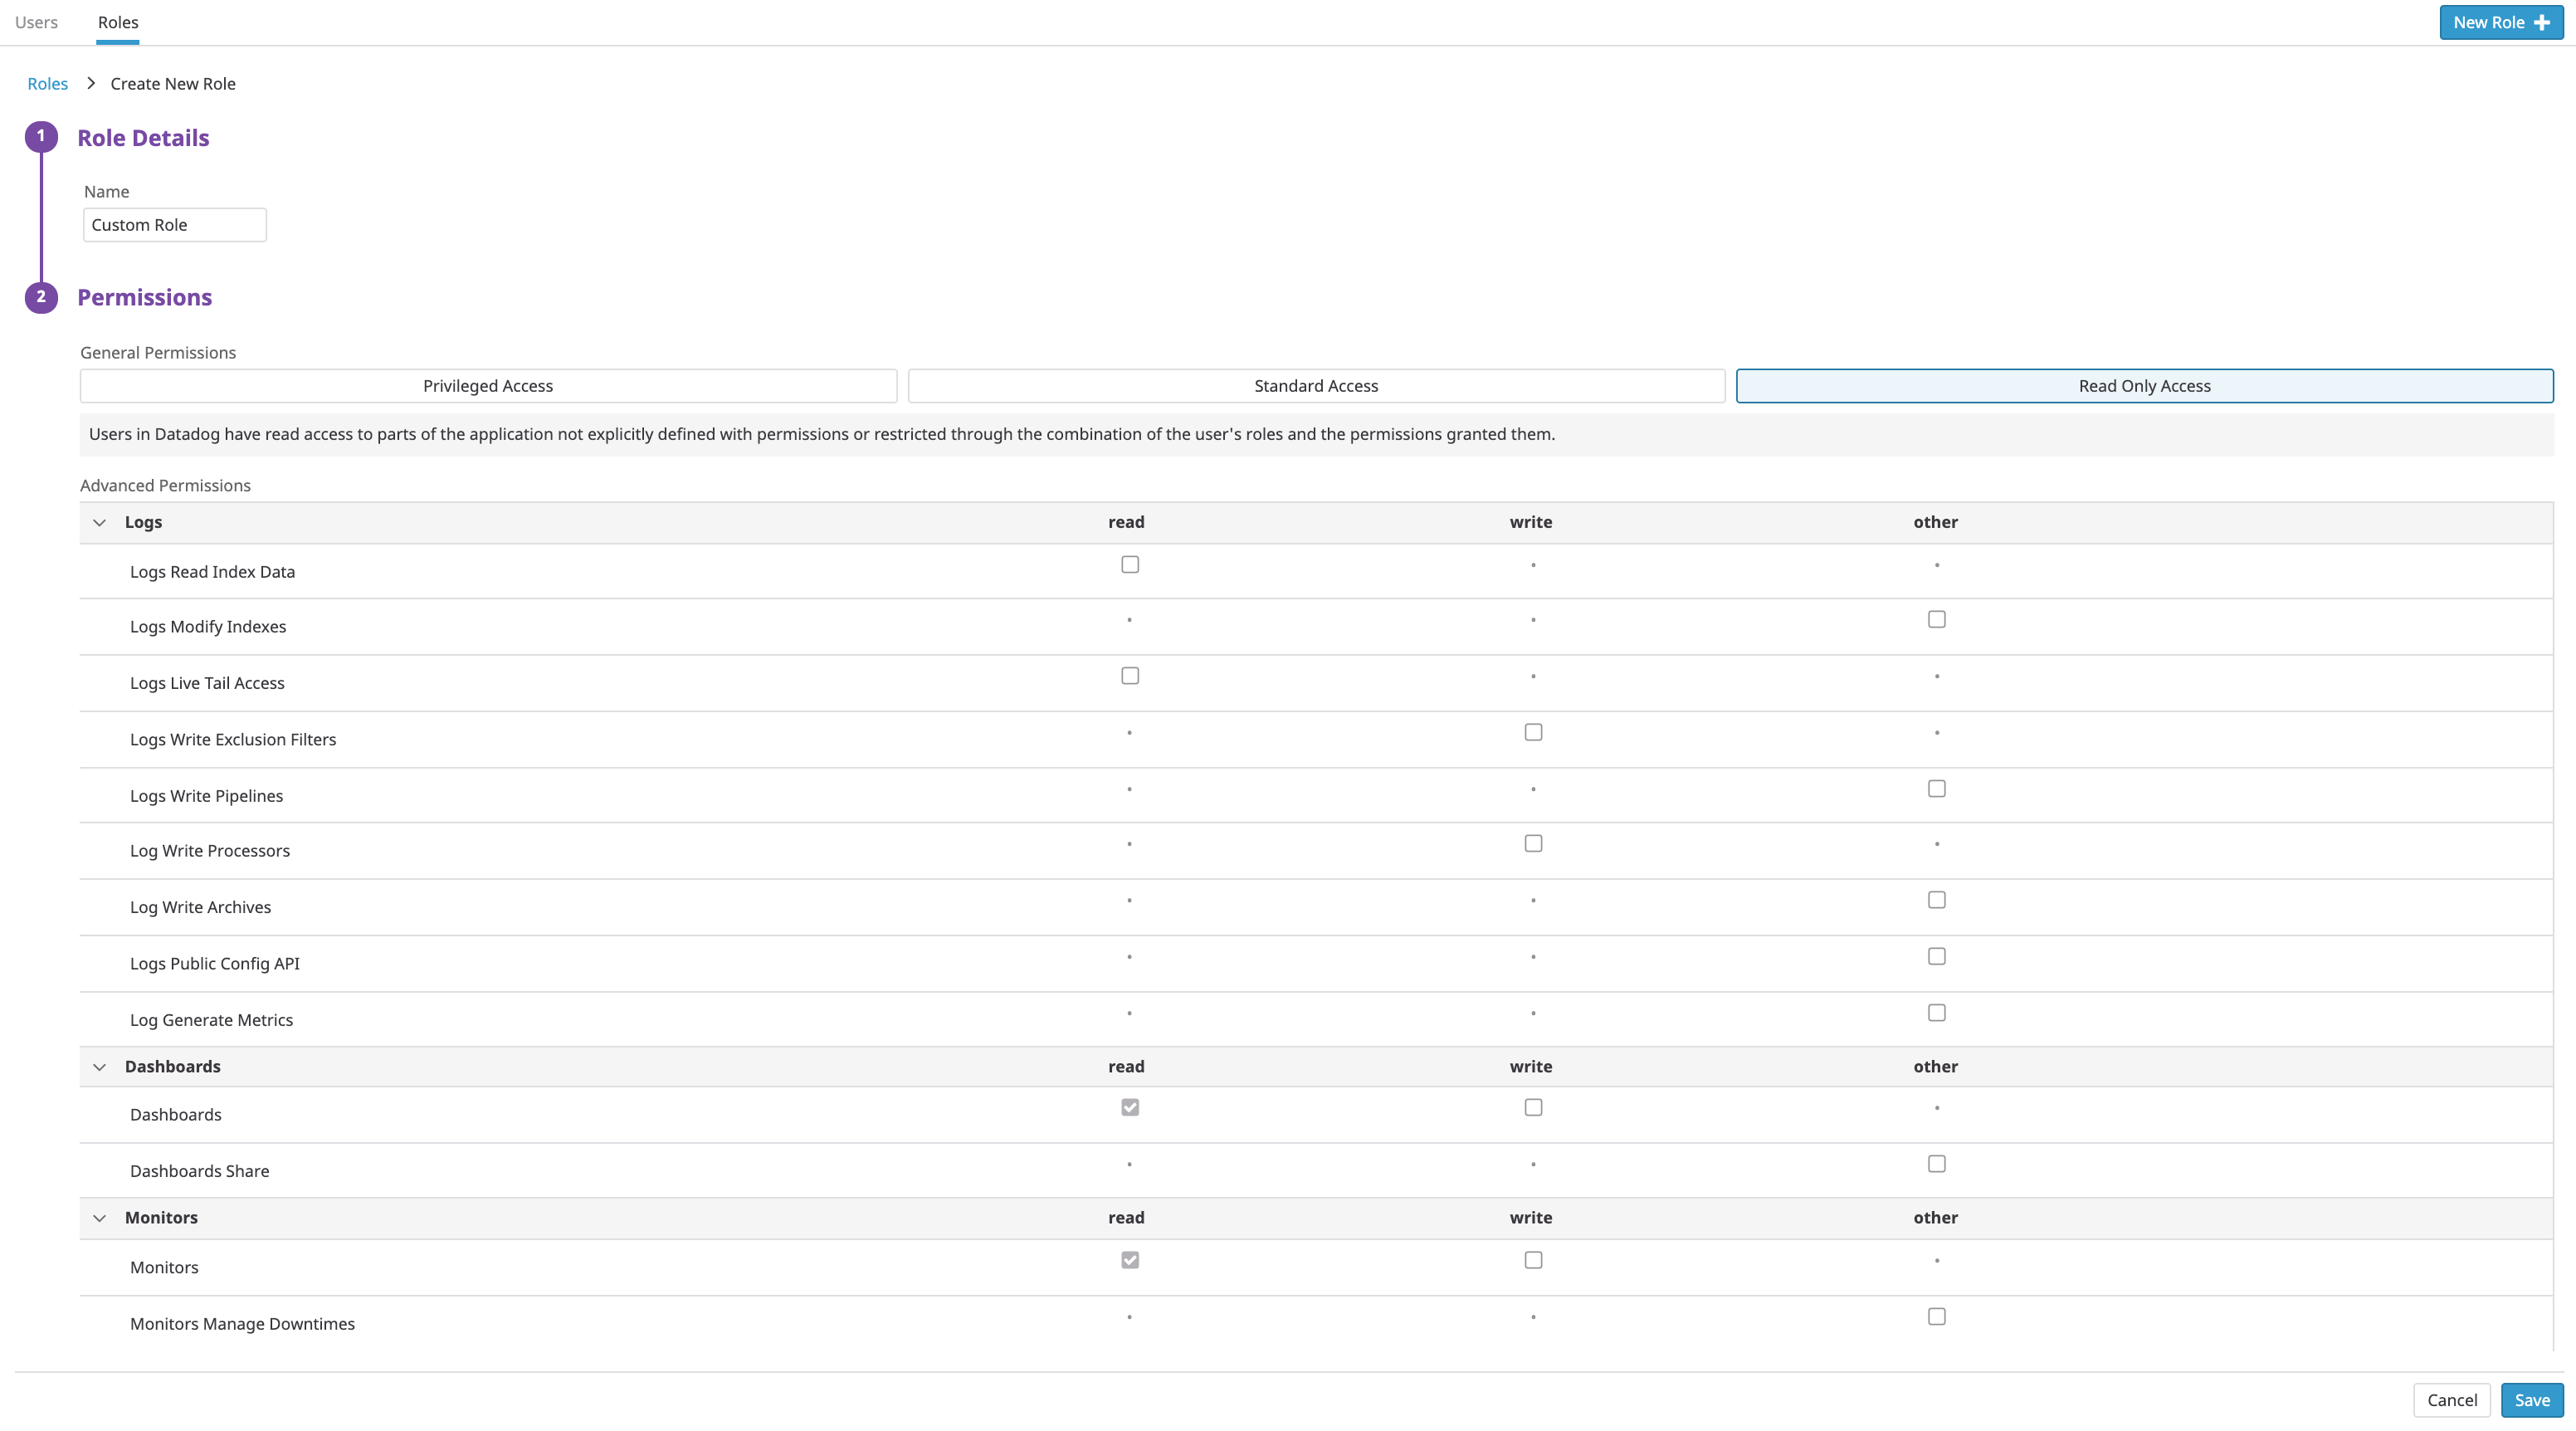 Users Roles New Role
Roles > Create New Role
1 Role Details
Name
Custom Role
2 Permissions
General Permissions
Privileged Access Standard Access Read Only Access
Users in Datadog have read access to parts of the application not explicitly defined with permissions or restricted through the combination of the user's roles and the permissions granted them.
Advanced Permissions
Logs read write other
Logs Read Index Data
Logs Modify Indexes
Logs Live Tail Access
Logs Write Exclusion Filters
Logs Write Pipelines
Log Write Processors
Log Write Archives
Logs Public Config API
Log Generate Metrics
Dashboards read write other
Dashboards
Dashboards Share
Monitors read write other
Monitors
Monitors Manage Downtimes
Cancel Save